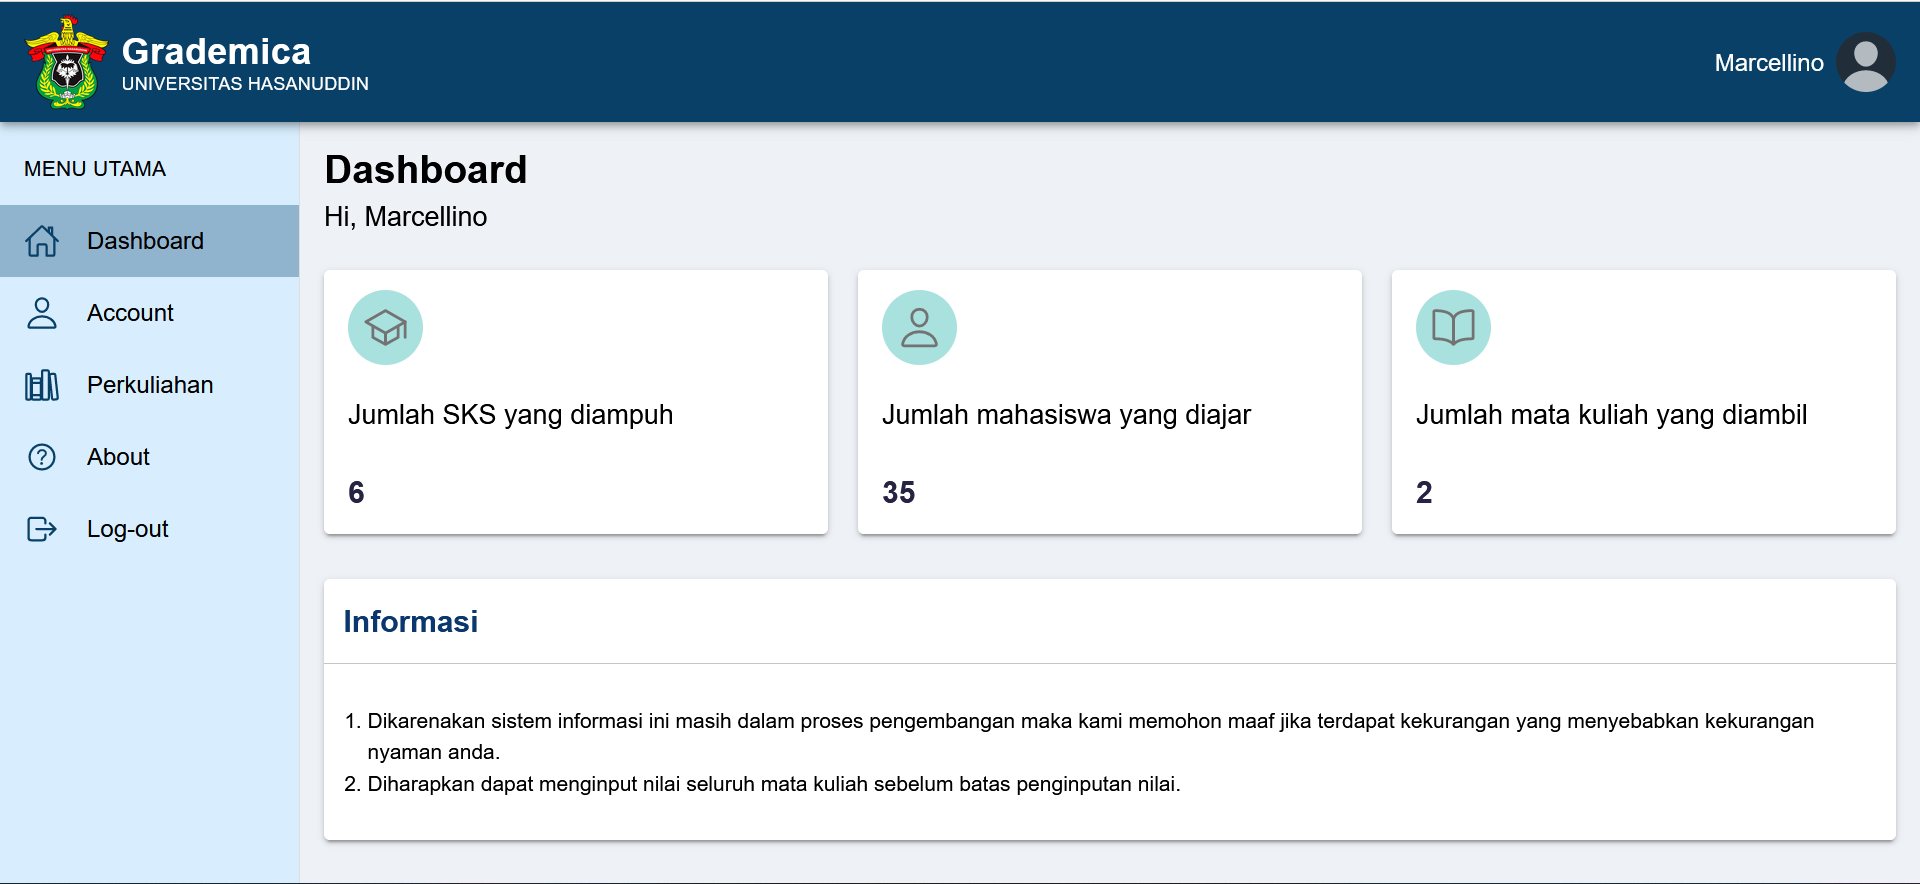 Grademica
UNIVERSITAS HASANUDDIN
Marcellino
MENU UTAMA
Dashboard
Account
Perkuliahan
About
Log-out
Dashboard
Hi, Marcellino
Jumlah SKS yang diampuh
6
Jumlah mahasiswa yang diajar
35
Jumlah mata kuliah yang diambil
2
Informasi
1. Dikarenakan sistem informasi ini masih dalam proses pengembangan maka kami memohon maaf jika terdapat kekurangan yang menyebabkan kekurangan
nyaman anda.
2. Diharapkan dapat menginput nilai seluruh mata kuliah sebelum batas penginputan nilai.